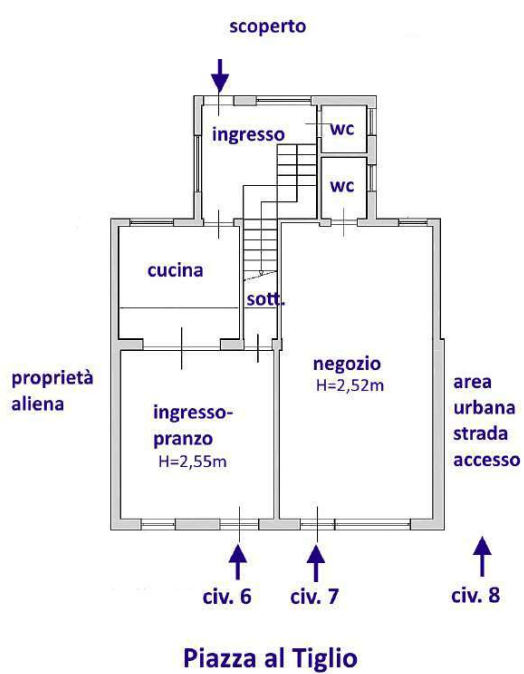 scoperto
ingresso
wc
wc
cucina
sott.
negozio
H=2,52m
proprietà
aliena
ingresso-
pranzo
H=2,55m
area
urbana
strada
accesso
civ. 6
civ. 7
civ. 8
Piazza al Tiglio